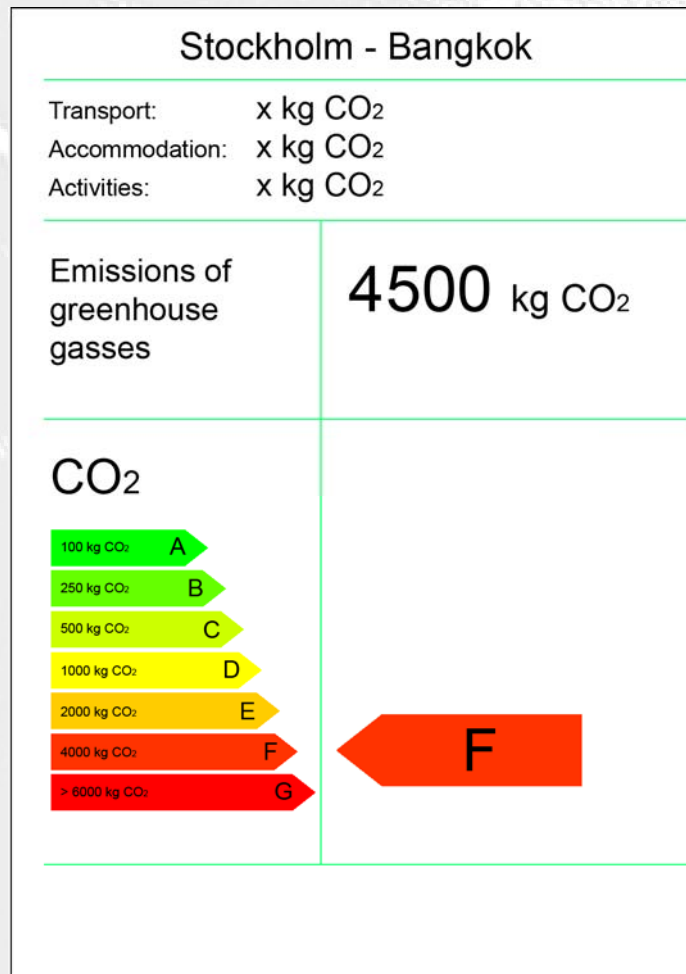 Stockholm - Bangkok
Transport: x kg CO2
Accommodation: x kg CO2
Activities: x kg CO2
Emissions of
greenhouse
gasses
4500 kg CO2
CO2
100 kg CO2 A
250 kg CO2 B
500 kg CO2 C
1000 kg CO2 D
2000 kg CO2 E
4000 kg CO2 F
> 6000 kg CO2 G
F